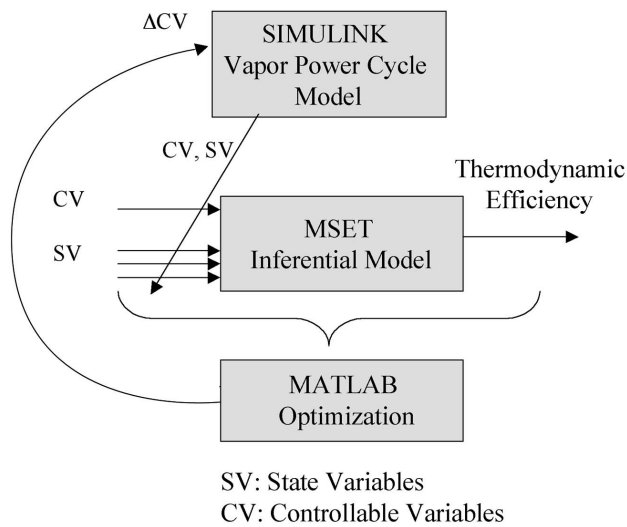 ΔCV
SIMULINK
Vapor Power Cycle
Model
CV, SV
CV
SV
MSET
Inferential Model
Thermodynamic
Efficiency
MATLAB
Optimization
SV: State Variables
CV: Controllable Variables